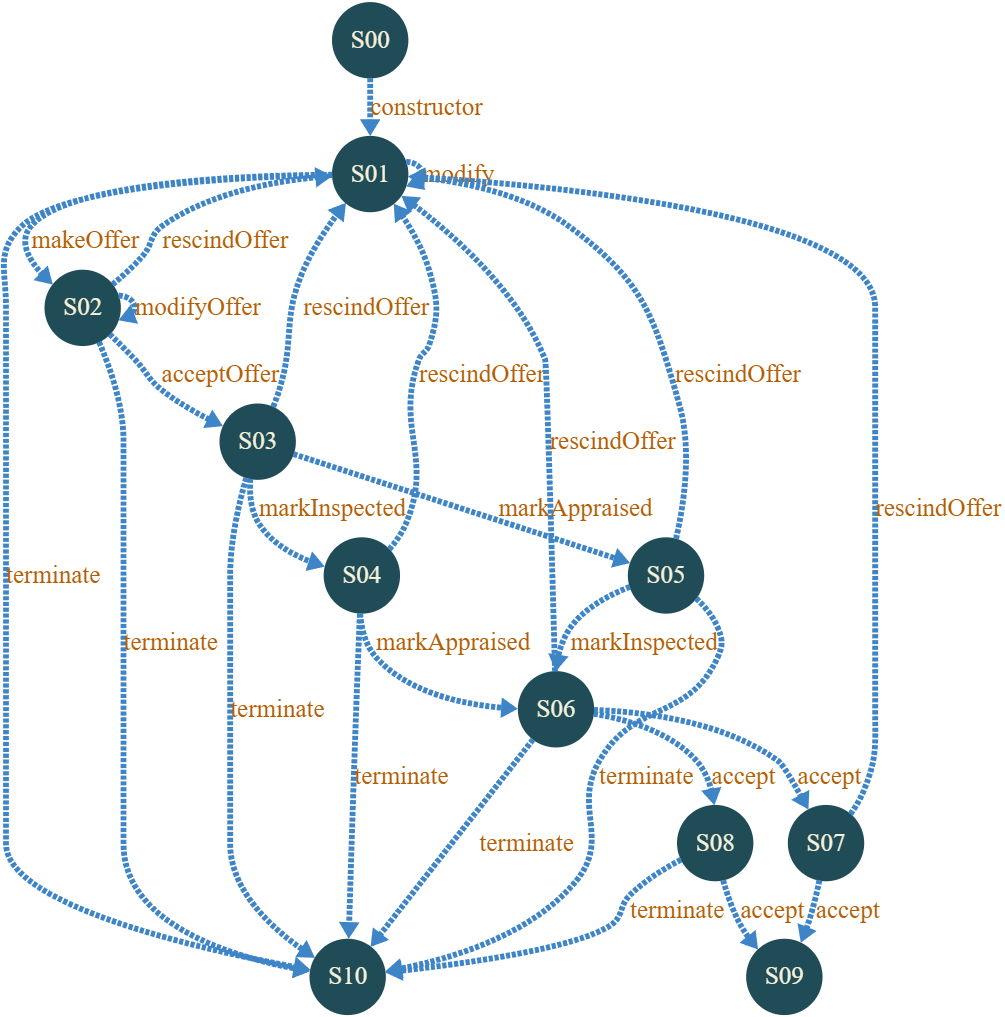 S00
constructor
S01
modify
makeOffer
rescindOffer
S02
modifyOffer
rescindOffer
acceptOffer
rescindOffer
rescindOffer
S03
rescindOffer
markInspected
markAppraised
rescindOffer
S04
S05
terminate
terminate
markAppraised
markInspected
S06
terminate
terminate
terminate
accept
accept
terminate
S08
S07
terminate
accept
accept
S10
S09